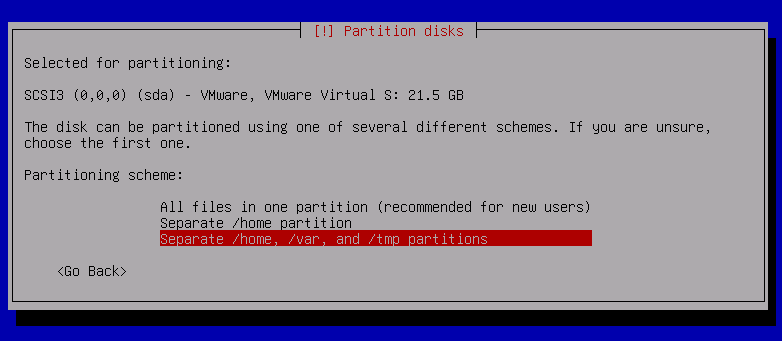 [!] Partition disks
Selected for partitioning:
SCSI3 (0,0,0) (sda) - VMware, VMware Virtual S: 21.5 GB
The disk can be partitioned using one of several different schemes. If you are unsure,
choose the first one.
Partitioning scheme:
All files in one partition (recommended for new users)
Separate /home partition
Separate /home, /var, and /tmp partitions
<Go Back>